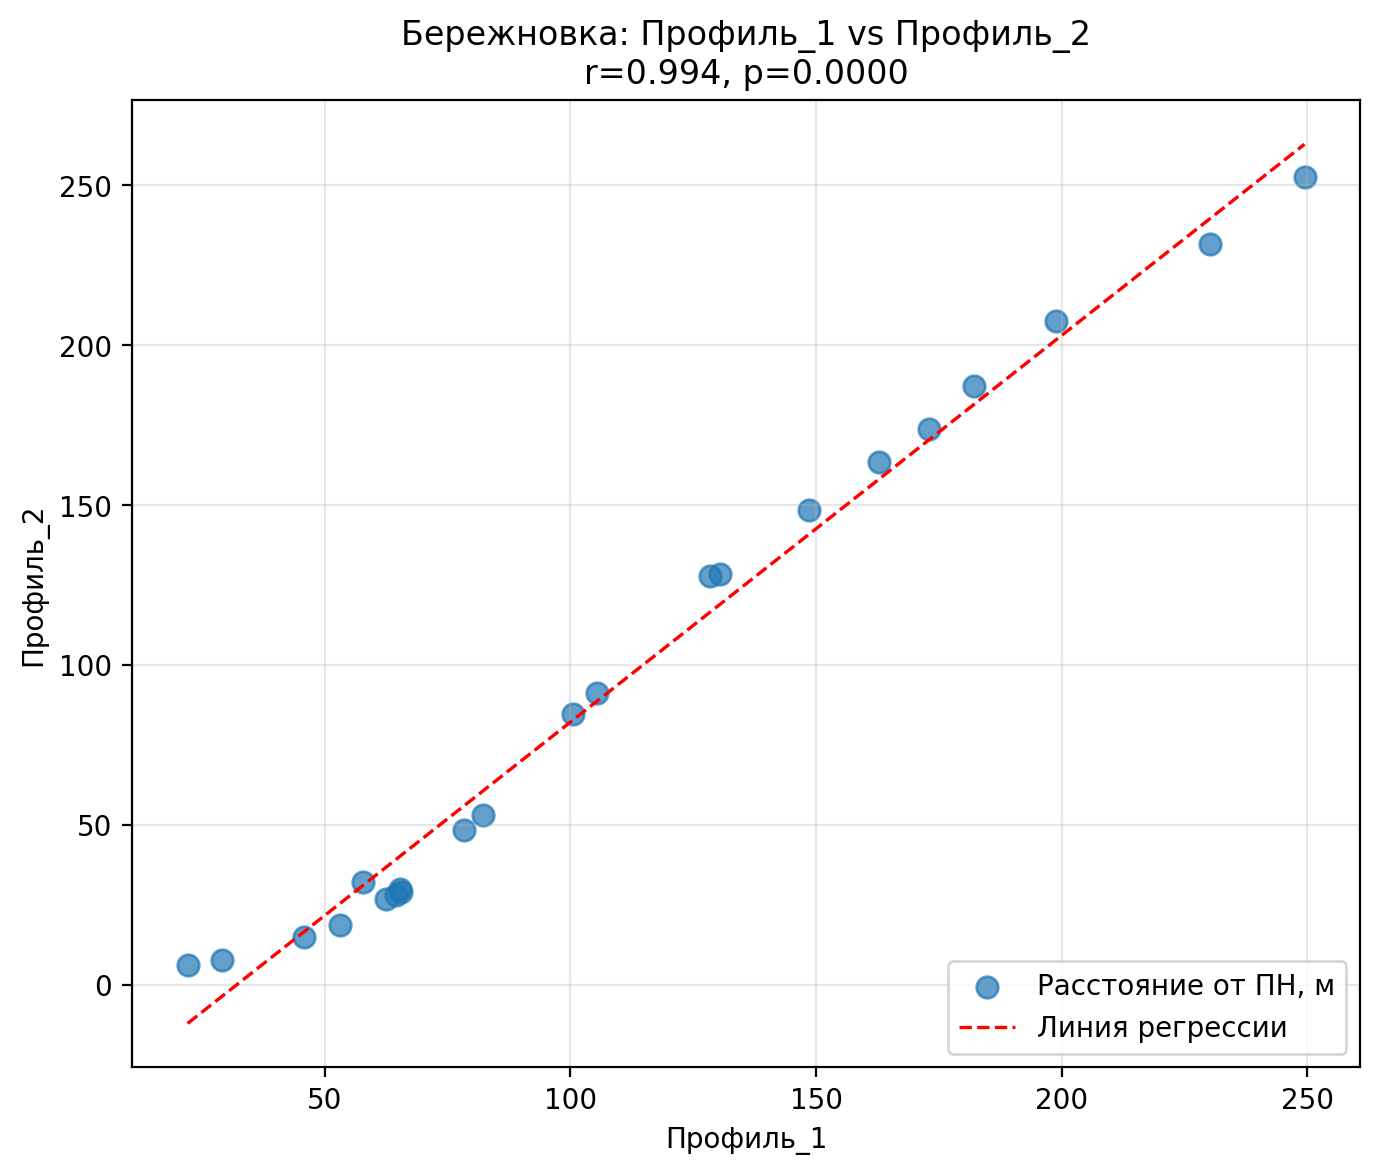 Бережновка: Профиль_1 vs Профиль_2
r=0.994, p=0.0000
Профиль_2
250
200
150
100
50
0
Расстояние от ПН, м
Линия регрессии
50
100
150
200
250
Профиль_1